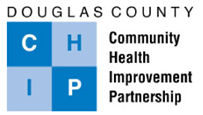 DOUGLAS COUNTY
C H
I P
Community
Health
Improvement
Partnership